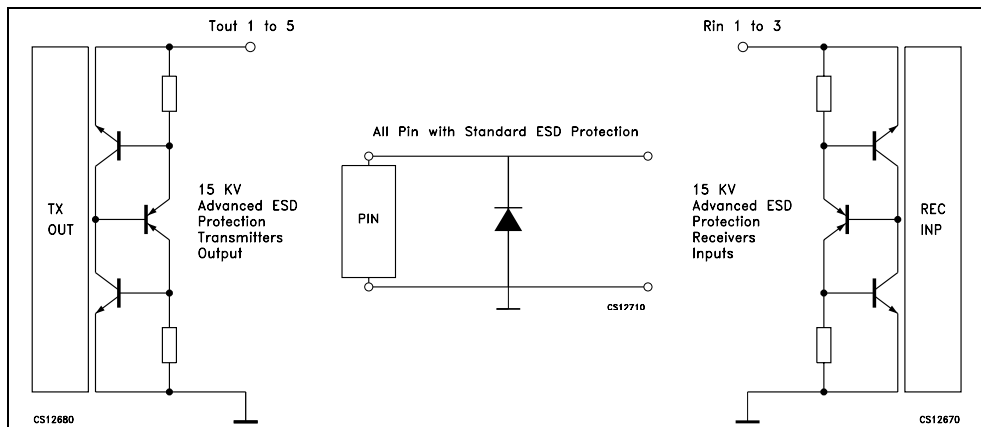 Tout 1 to 5
Rin 1 to 3
All Pin with Standard ESD Protection
TX
OUT
15 KV
Advanced ESD
Protection
Transmitters
Output
PIN
15 KV
Advanced ESD
Protection
Receivers
Inputs
REC
INP
CS12710
CS12680
CS12670